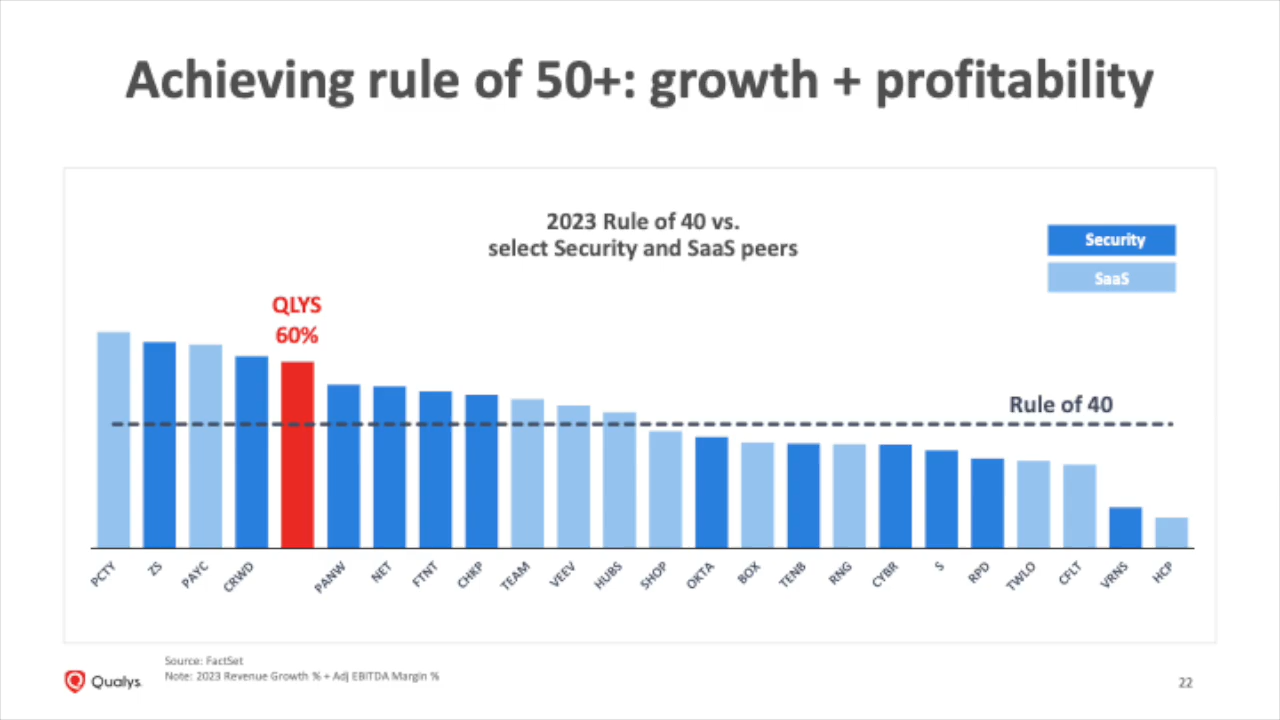 Achieving rule of 50+: growth + profitability
2023 Rule of 40 vs.
select Security and SaaS peers
Security
SaaS
QLYS
60%
Rule of 40
PCTY
ZS
PAYC
CRWD
PANW
NET
FTNT
CHKP
TEAM
VEEV
HUBS
SHOP
OKTA
BOX
TENB
RNG
CYBR
S
RPD
TWLO
CFLT
VRNS
HCP
Source: FactSet
Note: 2023 Revenue Growth % + Adj EBITDA Margin %
Qualys.
22